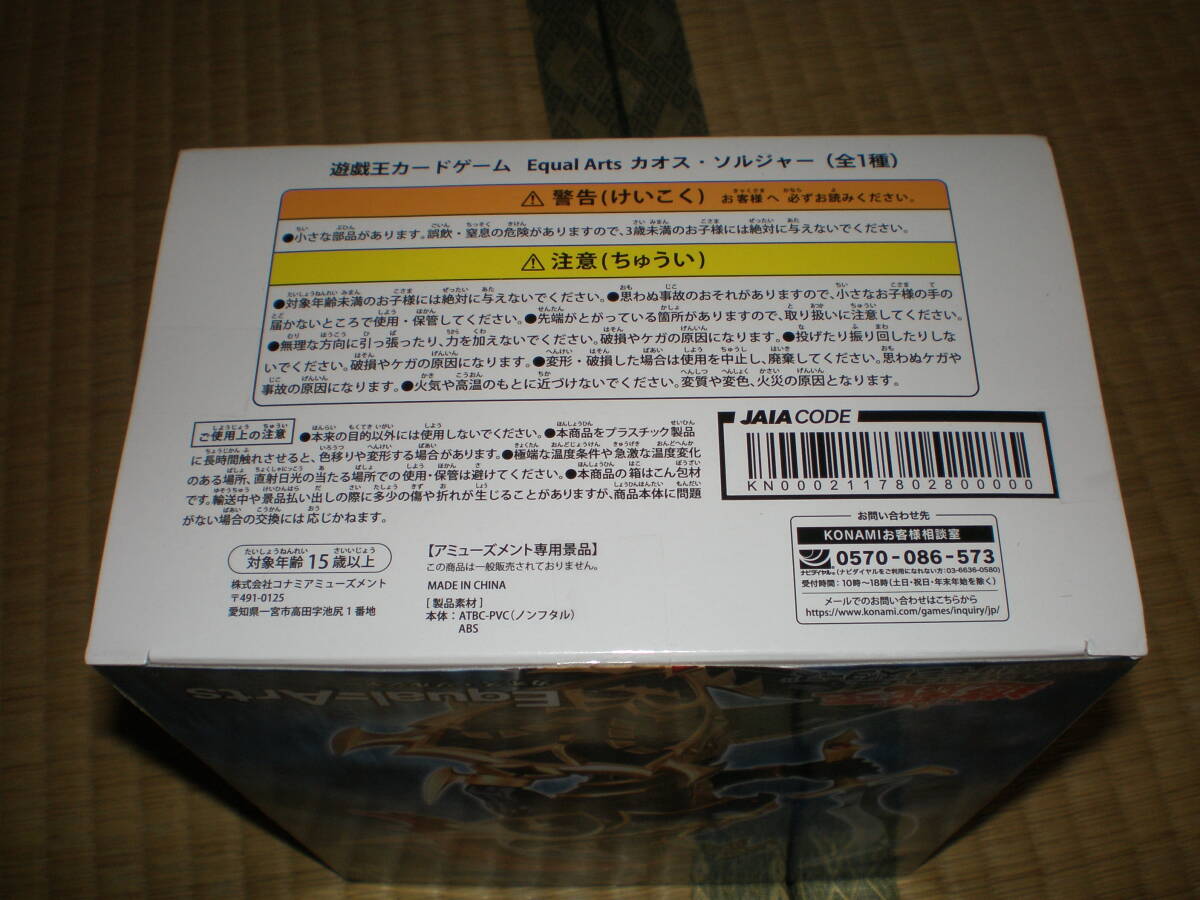 遊戯王カードゲーム Equal Arts カオス・ソルジャー（全1種）
⚠警告(けいこく) お客様へ 必ずお読みください。
●小さな部品があります。誤飲・窒息の危険がありますので、3歳未満のお子様には絶対に与えないでください。
⚠注意(ちゅうい)
●対象年齢未満のお子様には絶対に与えないでください。●思わぬ事故のおそれがありますので、小さなお子様の手の
届かないところで使用・保管してください。●先端がとがっている箇所がありますので、取り扱いに注意してください。
●無理な方向に引っ張ったり、力を加えないでください。破損やケガの原因になります。●投げたり振り回したりしな
いでください。破損やケガの原因になります。●変形・破損した場合は使用を中止し、廃棄してください。思わぬケガや
事故の原因になります。●火気や高温のもとに近づけないでください。変質や変色、火災の原因となります。
ご使用上の注意 ●本来の目的以外には使用しないでください。●本商品をプラスチック製品
に長時間触れさせると、色移りや変形する場合があります。●極端な温度条件や急激な温度変化
のある場所、直射日光の当たる場所での使用・保管は避けてください。●本商品の箱はこん包材
です。輸送中や景品払い出しの際に多少の傷や折れが生じることがありますが、商品本体に問題
がない場合の交換には応じかねます。
JAIA CODE
KN0002117802800000
対象年齢 15歳以上
株式会社コナミアミューズメント
〒491-0125
愛知県一宮市高田字池尻1番地
【アミューズメント専用景品】
この商品は一般販売されておりません。
MADE IN CHINA
[製品素材]
本体：ATBC-PVC(ノンフタル)
ABS
お問い合わせ先
KONAMIお客様相談室
ナビダイヤル® 0570-086-573
(ナビダイヤルをご利用になれない方:03-6636-0580)
受付時間：10時～18時(土日・祝日・年末年始を除く)
メールでのお問い合わせはこちらから
https://www.konami.com/games/inquiry/jp/
Equal=Arts